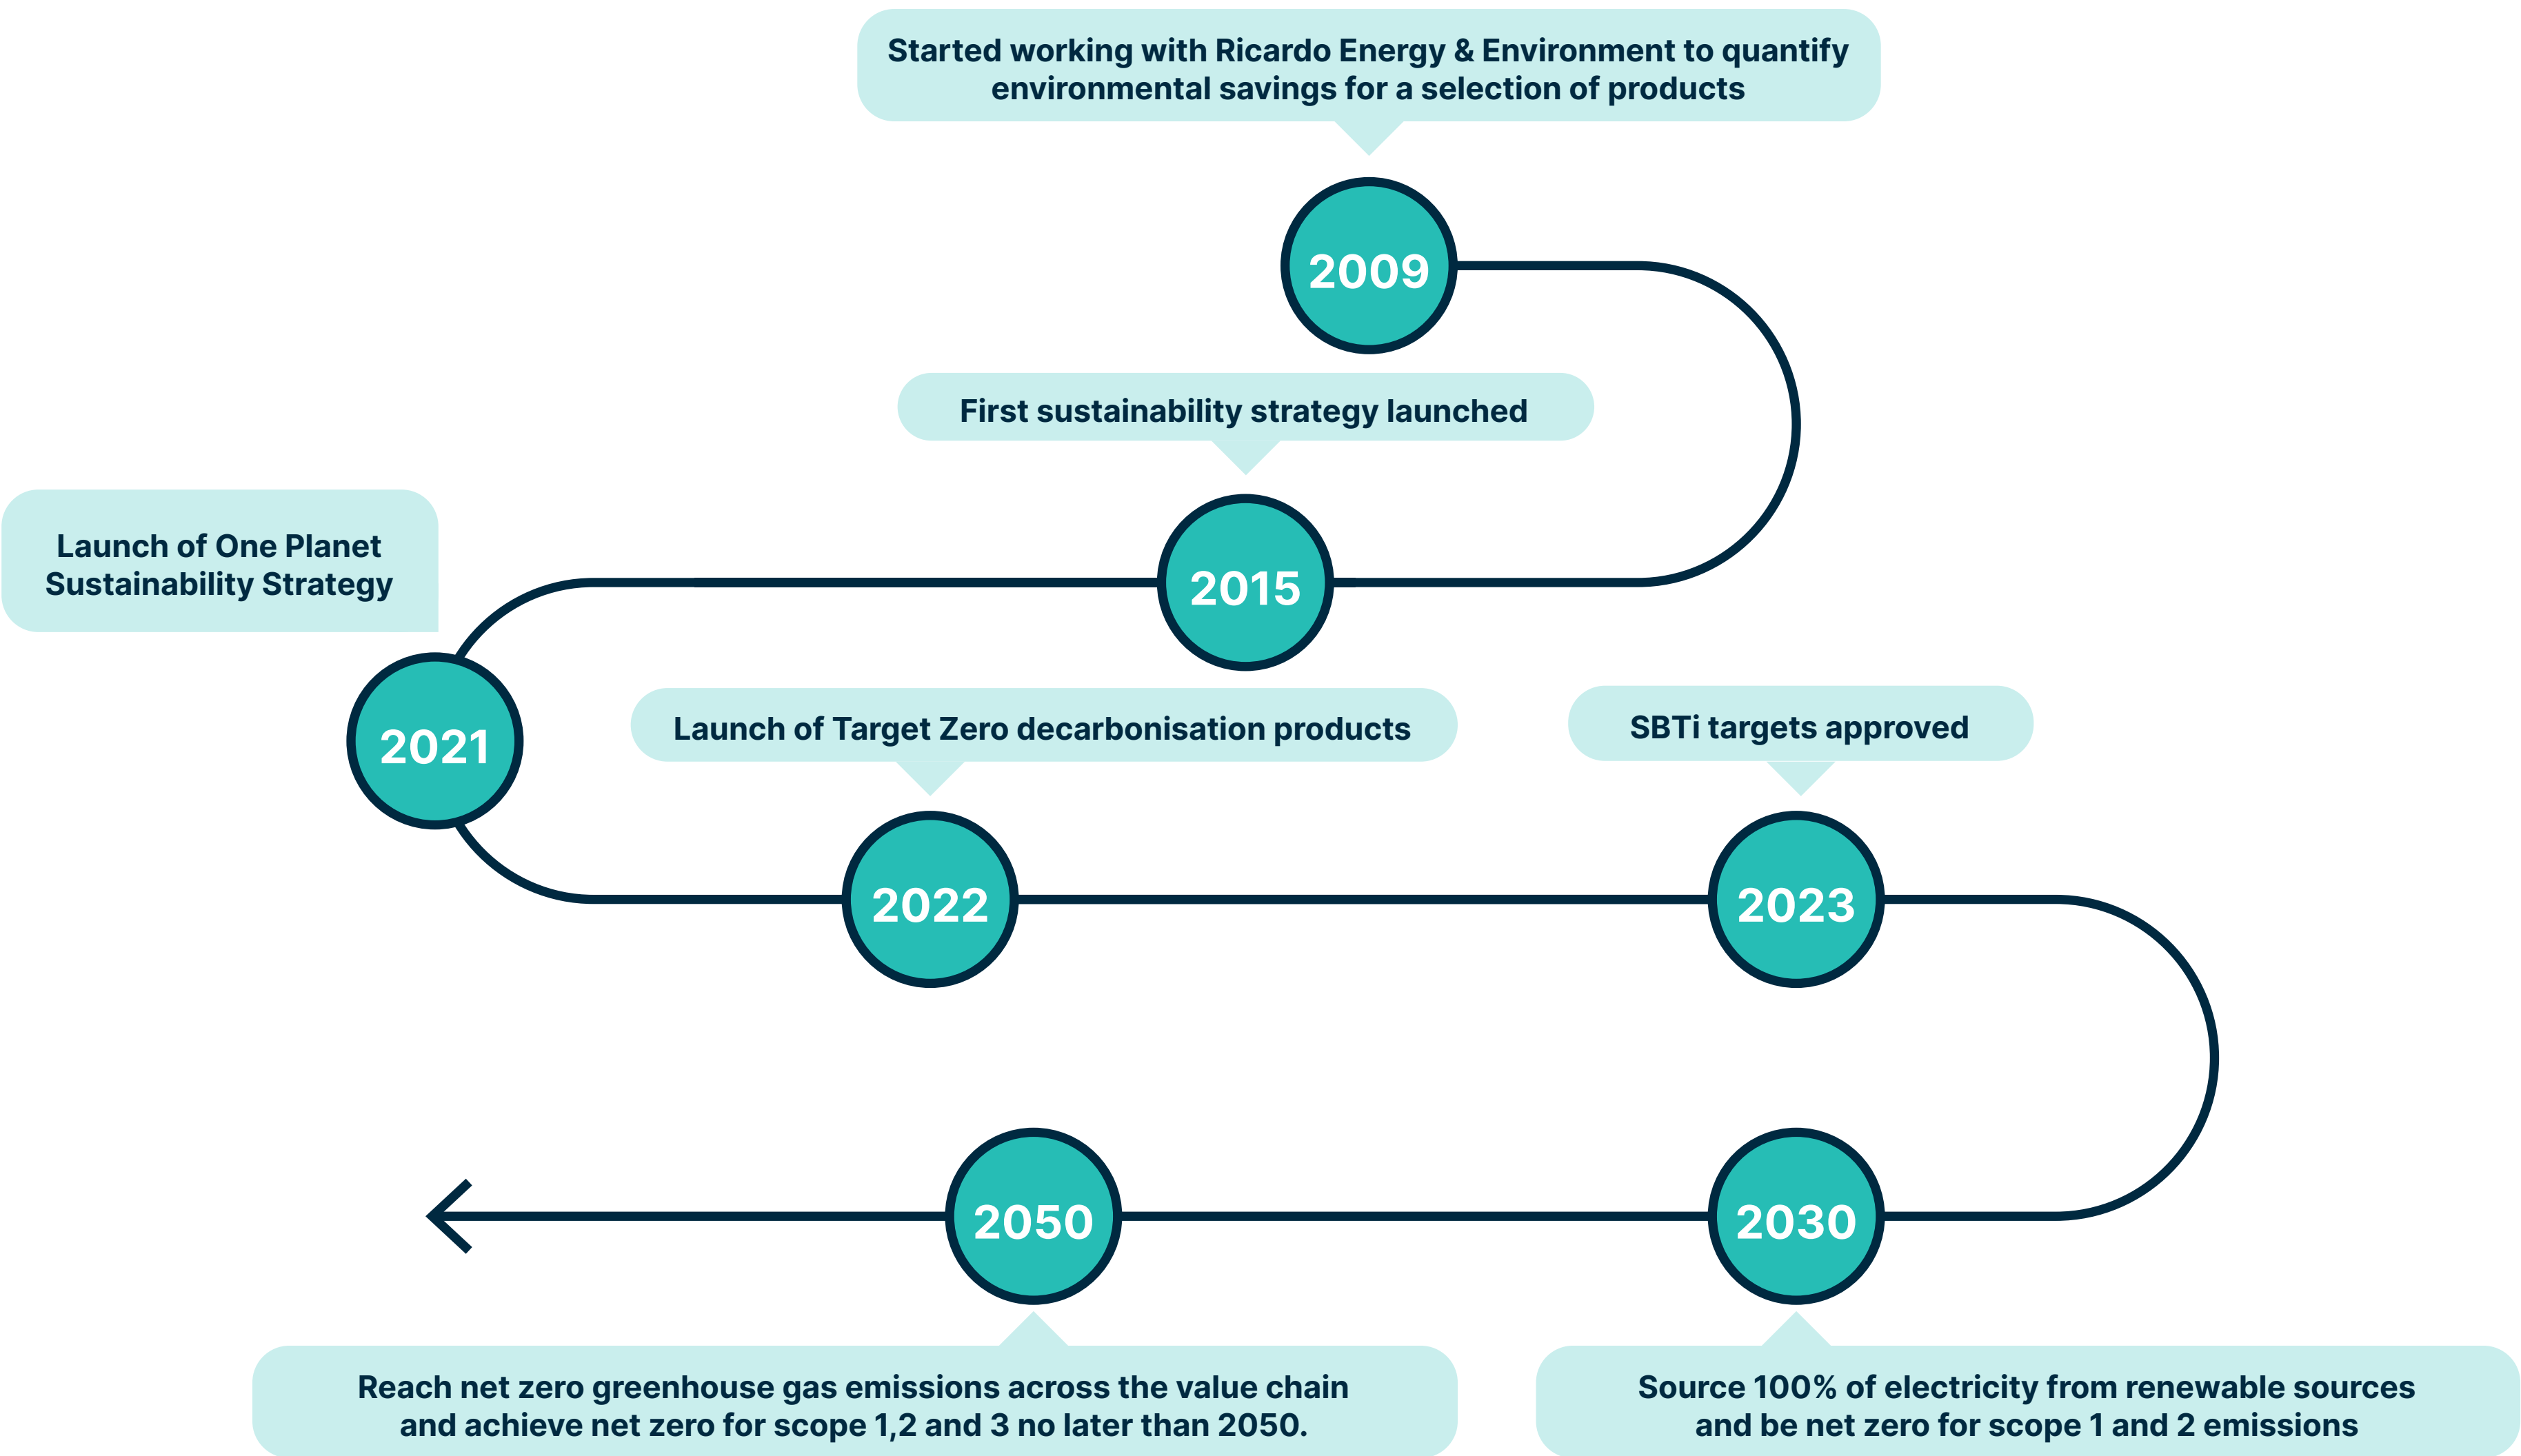 Started working with Ricardo Energy & Environment to quantify
environmental savings for a selection of products
2009
First sustainability strategy launched
2015
Launch of One Planet
Sustainability Strategy
2021
Launch of Target Zero decarbonisation products
2022
SBTi targets approved
2023
2030
Source 100% of electricity from renewable sources
and be net zero for scope 1 and 2 emissions
2050
Reach net zero greenhouse gas emissions across the value chain
and achieve net zero for scope 1,2 and 3 no later than 2050.